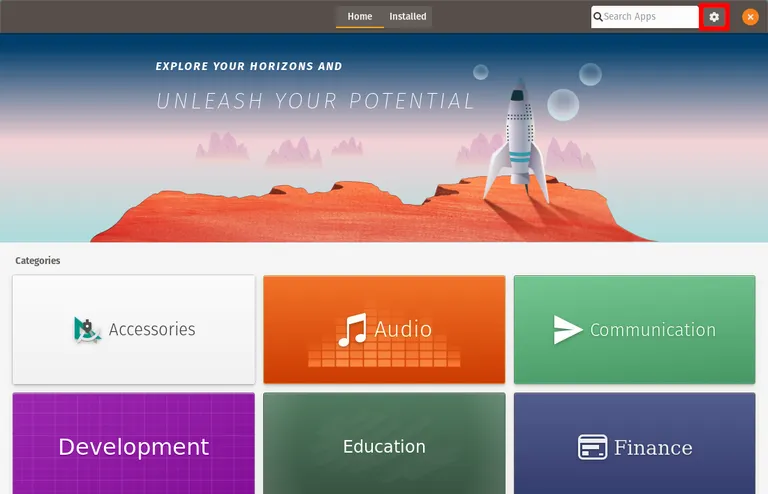 Home
Installed
Search Apps
EXPLORE YOUR HORIZONS AND
UNLEASH YOUR POTENTIAL
Categories
Accessories
Audio
Communication
Development
Education
Finance